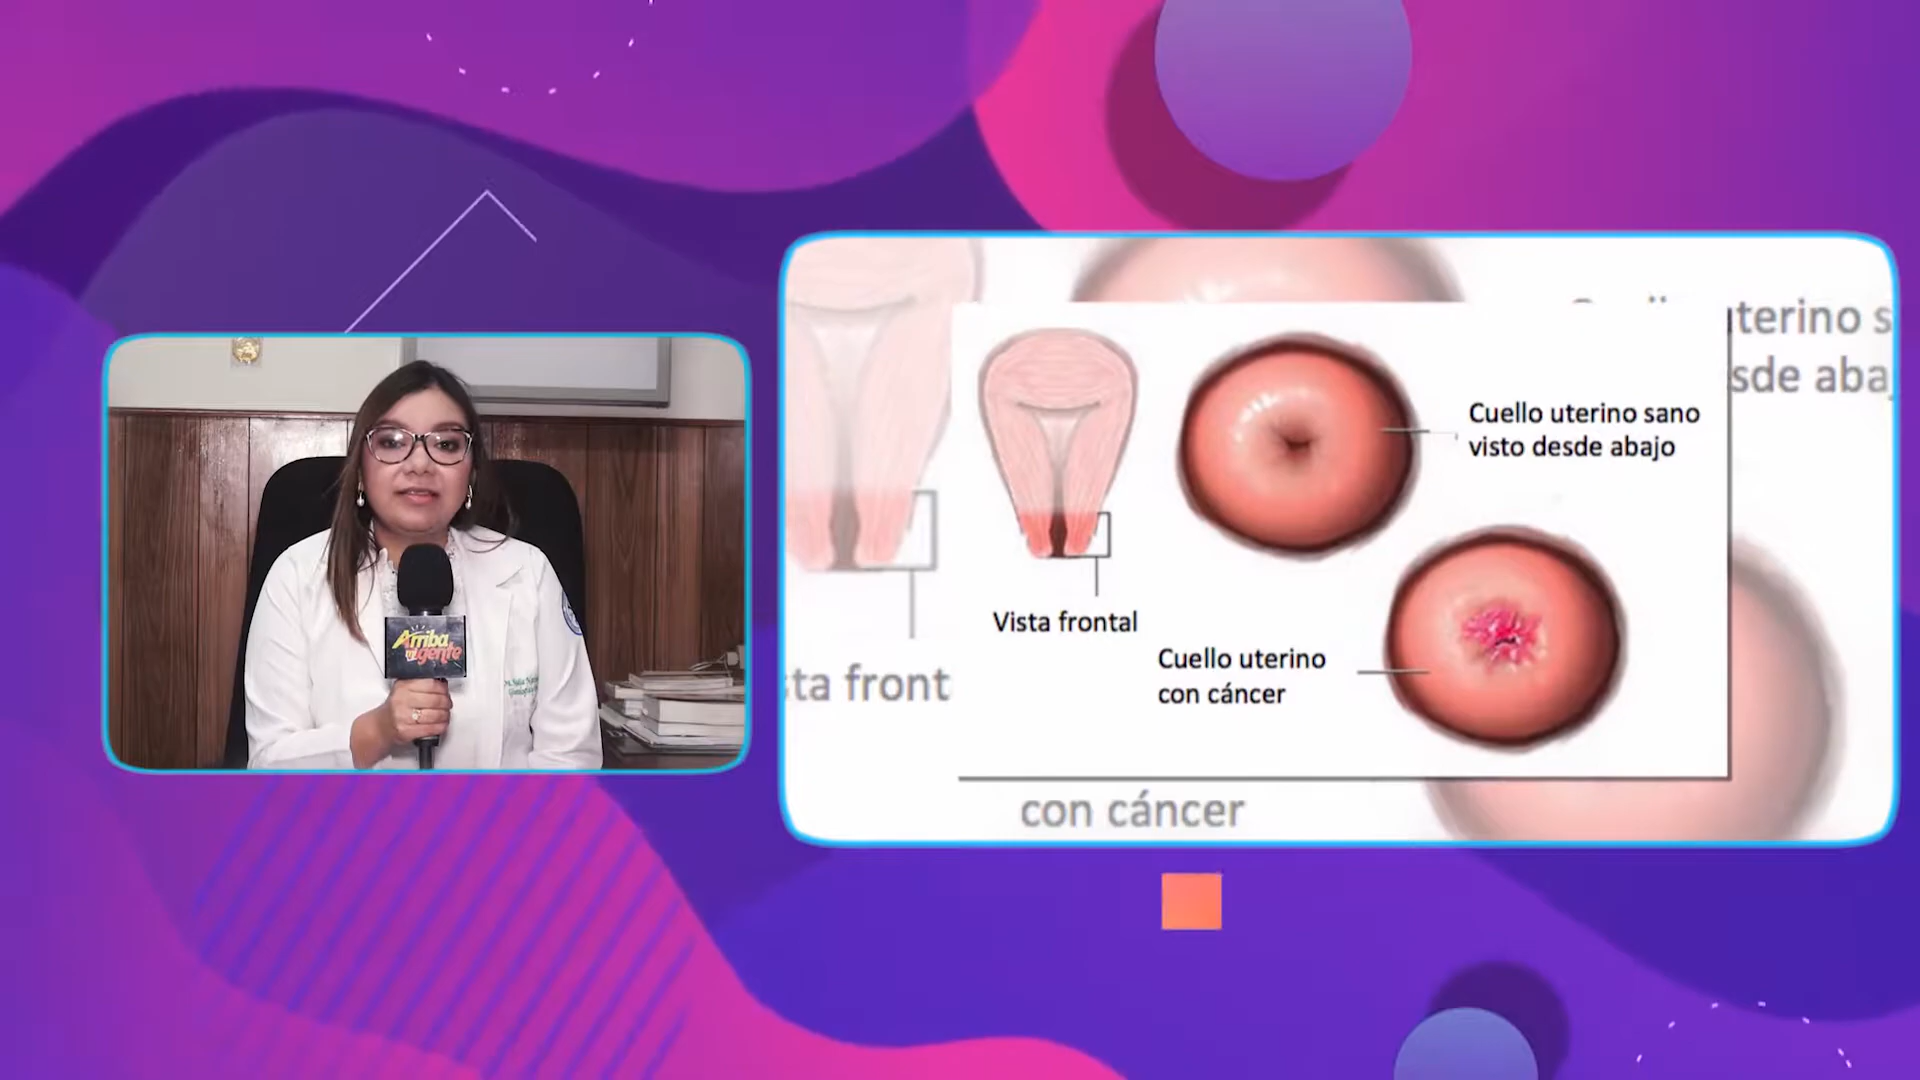 Arriba
mi gente
Cuello uterino sano
visto desde abajo
Vista frontal
Cuello uterino
con cáncer
terino s
sde aba
ta front
con cáncer